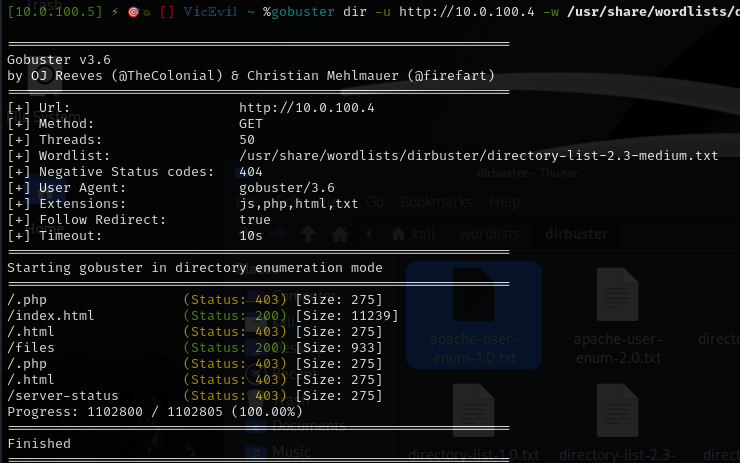 [10.0.100.5] ⚡ 🎯💥 [] 𝕍𝕚𝕔𝔼𝕧𝕚𝕝 ~ %gobuster dir -u http://10.0.100.4 -w /usr/share/wordlists/d
Gobuster v3.6
by OJ Reeves (@TheColonial) & Christian Mehlmauer (@firefart)
[+] Url: http://10.0.100.4
[+] Method: GET
[+] Threads: 50
[+] Wordlist: /usr/share/wordlists/dirbuster/directory-list-2.3-medium.txt
[+] Negative Status codes: 404
[+] User Agent: gobuster/3.6
[+] Extensions: js,php,html,txt
[+] Follow Redirect: true
[+] Timeout: 10s
Starting gobuster in directory enumeration mode
/.php (Status: 403) [Size: 275]
/index.html (Status: 200) [Size: 11239]
/.html (Status: 403) [Size: 275]
/files (Status: 200) [Size: 933]
/.php (Status: 403) [Size: 275]
/.html (Status: 403) [Size: 275]
/server-status (Status: 403) [Size: 275]
Progress: 1102800 / 1102805 (100.00%)
Finished
Trash
File System
Home
dirbuster - Thunar
Go Bookmarks Help
kali wordlists dirbuster
apache-user-enum-1.0.txt
apache-user-enum-2.0.txt
Documents
Music
directory-list-1.0.txt
directory-list-2.3-